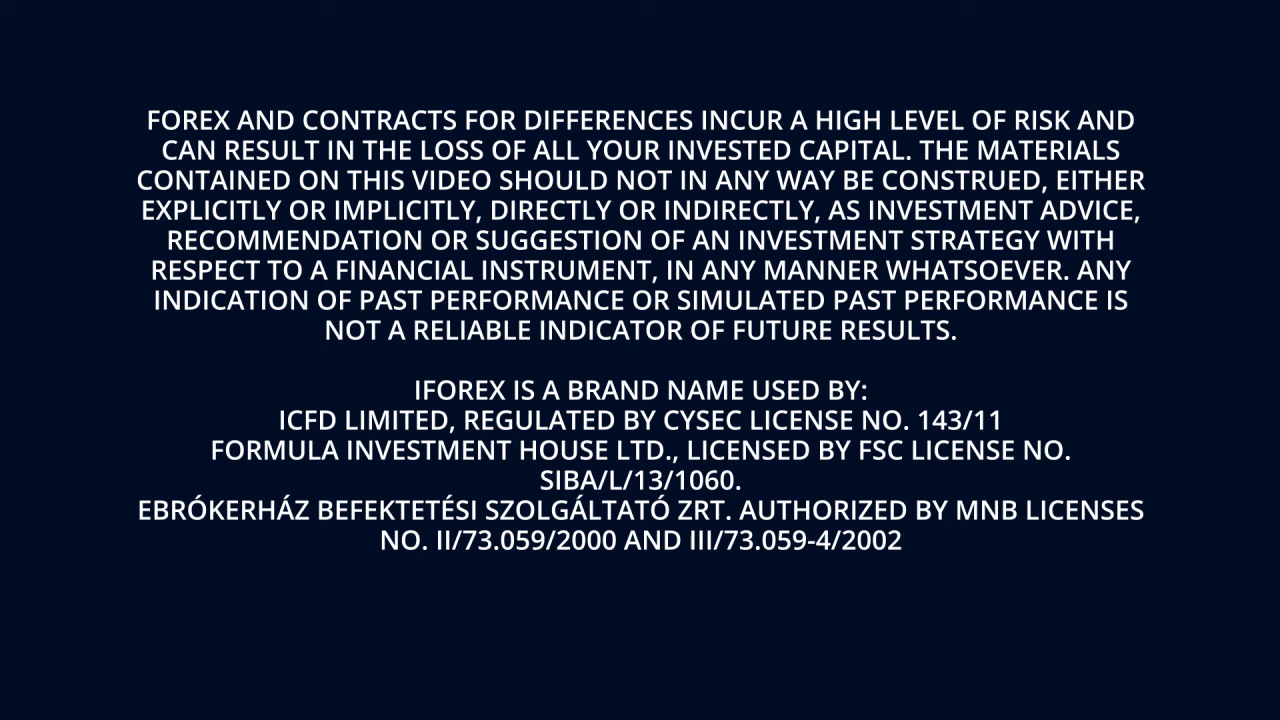 FOREX AND CONTRACTS FOR DIFFERENCES INCUR A HIGH LEVEL OF RISK AND
CAN RESULT IN THE LOSS OF ALL YOUR INVESTED CAPITAL. THE MATERIALS
CONTAINED ON THIS VIDEO SHOULD NOT IN ANY WAY BE CONSTRUED, EITHER
EXPLICITLY OR IMPLICITLY, DIRECTLY OR INDIRECTLY, AS INVESTMENT ADVICE,
RECOMMENDATION OR SUGGESTION OF AN INVESTMENT STRATEGY WITH
RESPECT TO A FINANCIAL INSTRUMENT, IN ANY MANNER WHATSOEVER. ANY
INDICATION OF PAST PERFORMANCE OR SIMULATED PAST PERFORMANCE IS
NOT A RELIABLE INDICATOR OF FUTURE RESULTS.
IFOREX IS A BRAND NAME USED BY:
ICFD LIMITED, REGULATED BY CYSEC LICENSE NO. 143/11
FORMULA INVESTMENT HOUSE LTD., LICENSED BY FSC LICENSE NO.
SIBA/L/13/1060.
EBRÓKERHÁZ BEFEKTETÉSI SZOLGÁLTATÓ ZRT. AUTHORIZED BY MNB LICENSES
NO. II/73.059/2000 AND III/73.059-4/2002